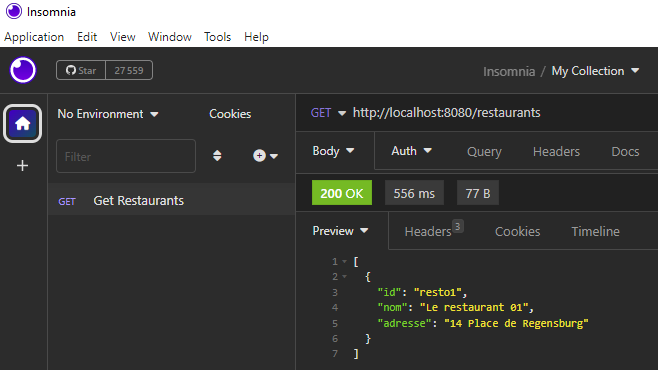 Insomnia
Application Edit View Window Tools Help
Star 27 559
Insomnia / My Collection
No Environment Cookies
GET http://localhost:8080/restaurants
Filter
Body Auth Query Headers Docs
GET Get Restaurants
200 OK 556 ms 77 B
Preview Headers 3 Cookies Timeline
1 [
2 {
3 "id": "resto1",
4 "nom": "Le restaurant 01",
5 "adresse": "14 Place de Regensburg"
6 }
7 ]